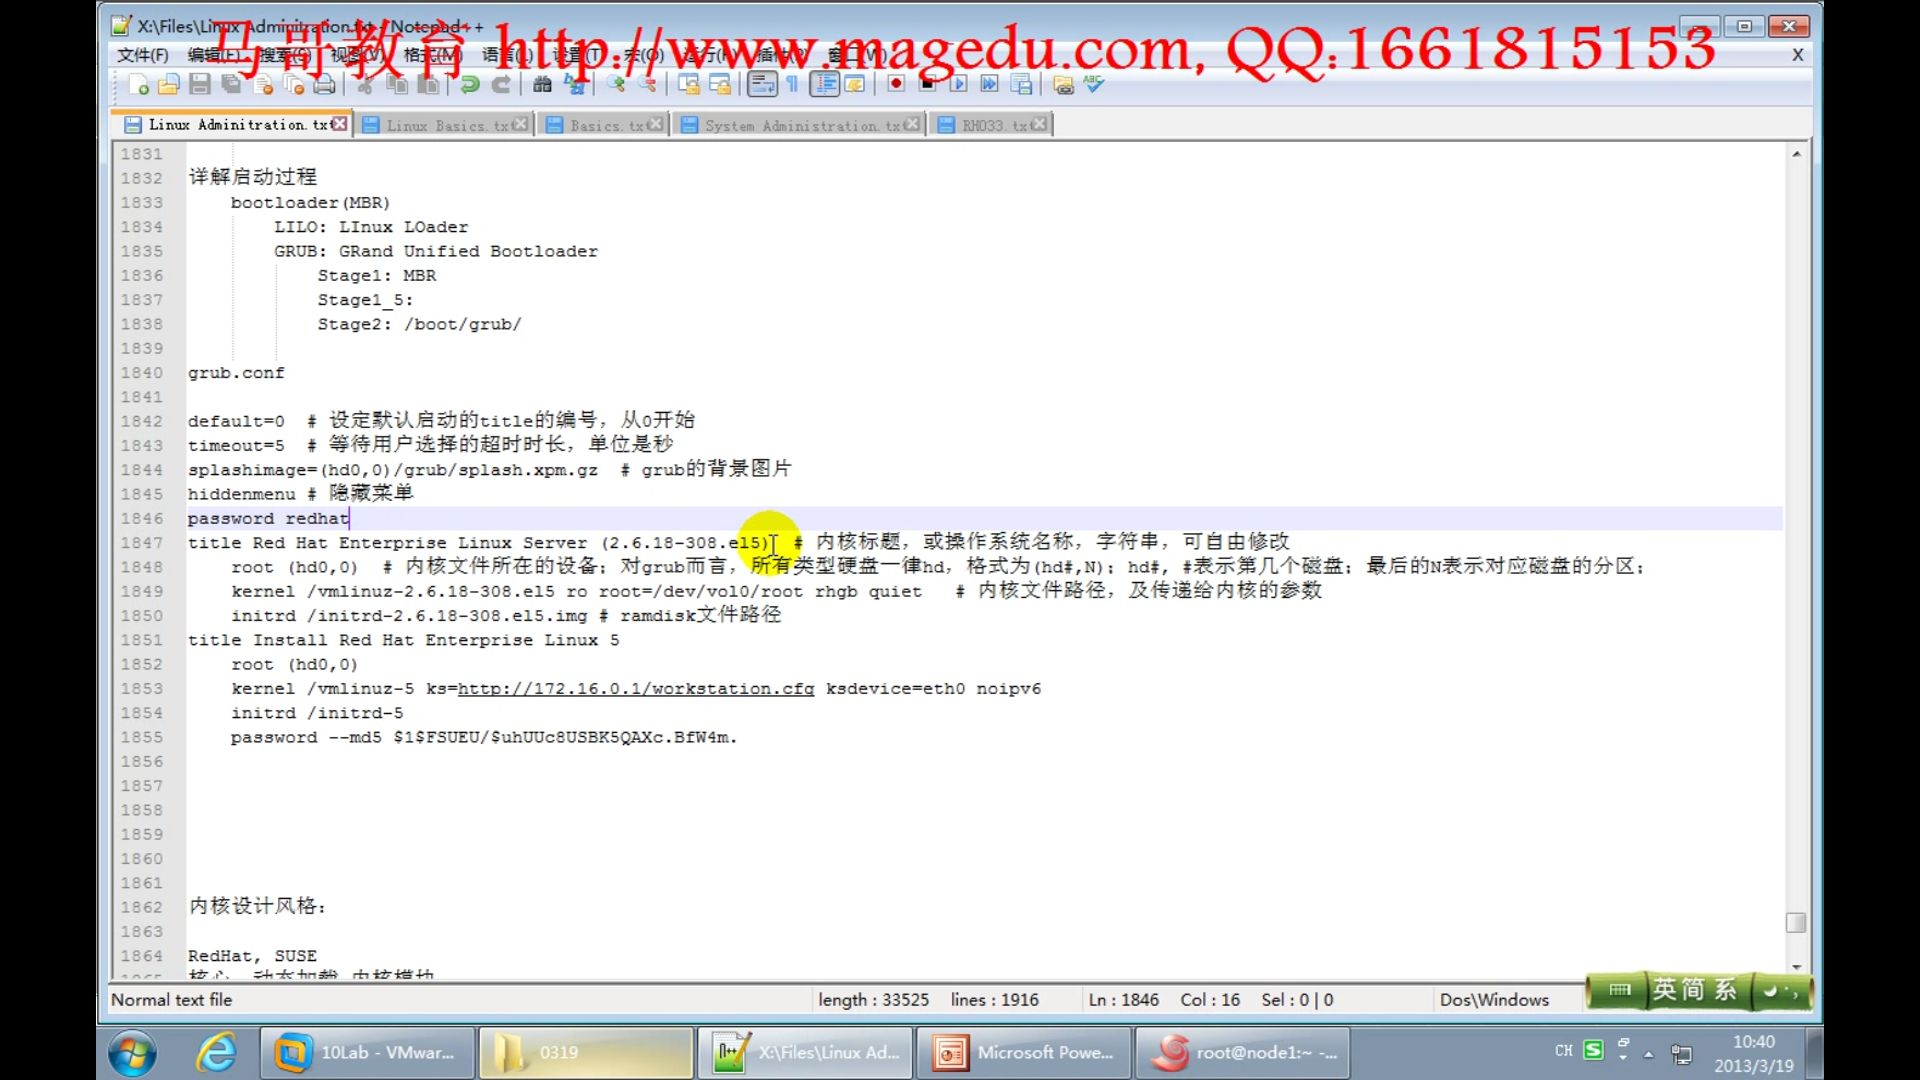 X:\Files\Linux Adminitration.txt - Notepad++
马哥教育 http://www.magedu.com, QQ:1661815153
文件(F) 编辑(E) 搜索(S) 视图(V) 格式(M) 语言(L) 设置(T) 宏(O) 运行(R) 插件(P) 窗口(W) X
Linux Adminitration.txt Linux Basics.txt Basics.txt System Administration.txt RH033.txt
1831
1832 详解启动过程
1833 bootloader(MBR)
1834 LILO: LInux LOader
1835 GRUB: GRand Unified Bootloader
1836 Stage1: MBR
1837 Stage1_5:
1838 Stage2: /boot/grub/
1839
1840 grub.conf
1841
1842 default=0 # 设定默认启动的title的编号，从0开始
1843 timeout=5 # 等待用户选择的超时时长，单位是秒
1844 splashimage=(hd0,0)/grub/splash.xpm.gz # grub的背景图片
1845 hiddenmenu # 隐藏菜单
1846 password redhat
1847 title Red Hat Enterprise Linux Server (2.6.18-308.el5) # 内核标题，或操作系统名称，字符串，可自由修改
1848 root (hd0,0) # 内核文件所在的设备；对grub而言，所有类型硬盘一律hd，格式为(hd#,N)；hd#, #表示第几个磁盘；最后的N表示对应磁盘的分区；
1849 kernel /vmlinuz-2.6.18-308.el5 ro root=/dev/vol0/root rhgb quiet # 内核文件路径，及传递给内核的参数
1850 initrd /initrd-2.6.18-308.el5.img # ramdisk文件路径
1851 title Install Red Hat Enterprise Linux 5
1852 root (hd0,0)
1853 kernel /vmlinuz-5 ks=http://172.16.0.1/workstation.cfg ksdevice=eth0 noipv6
1854 initrd /initrd-5
1855 password --md5 $1$FSUEU/$uhUUc8USBK5QAXc.BfW4m.
1856
1857
1858
1859
1860
1861
1862 内核设计风格：
1863
1864 RedHat, SUSE
1865 核心：动态加载 内核模块
Normal text file length : 33525 lines : 1916 Ln : 1846 Col : 16 Sel : 0 | 0 Dos\Windows
英 简 系
10Lab - VMwar... 0319 X:\Files\Linux Ad... Microsoft Powe... root@node1:~ -... CH 10:40
2013/3/19